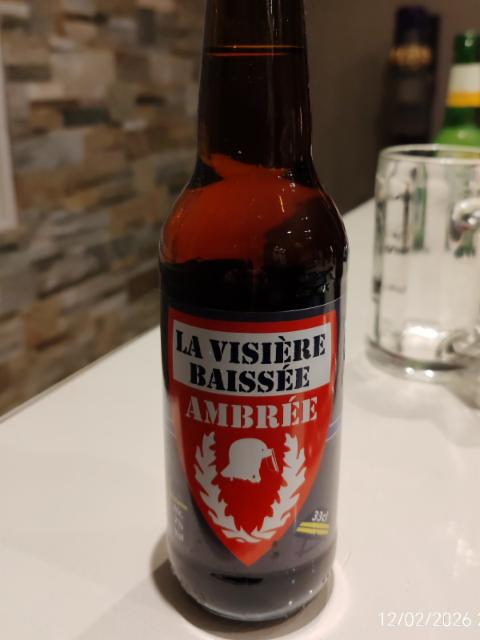 LA VISIÈRE
BAISSÉE
AMBRÉE
33cl
12/02/2026